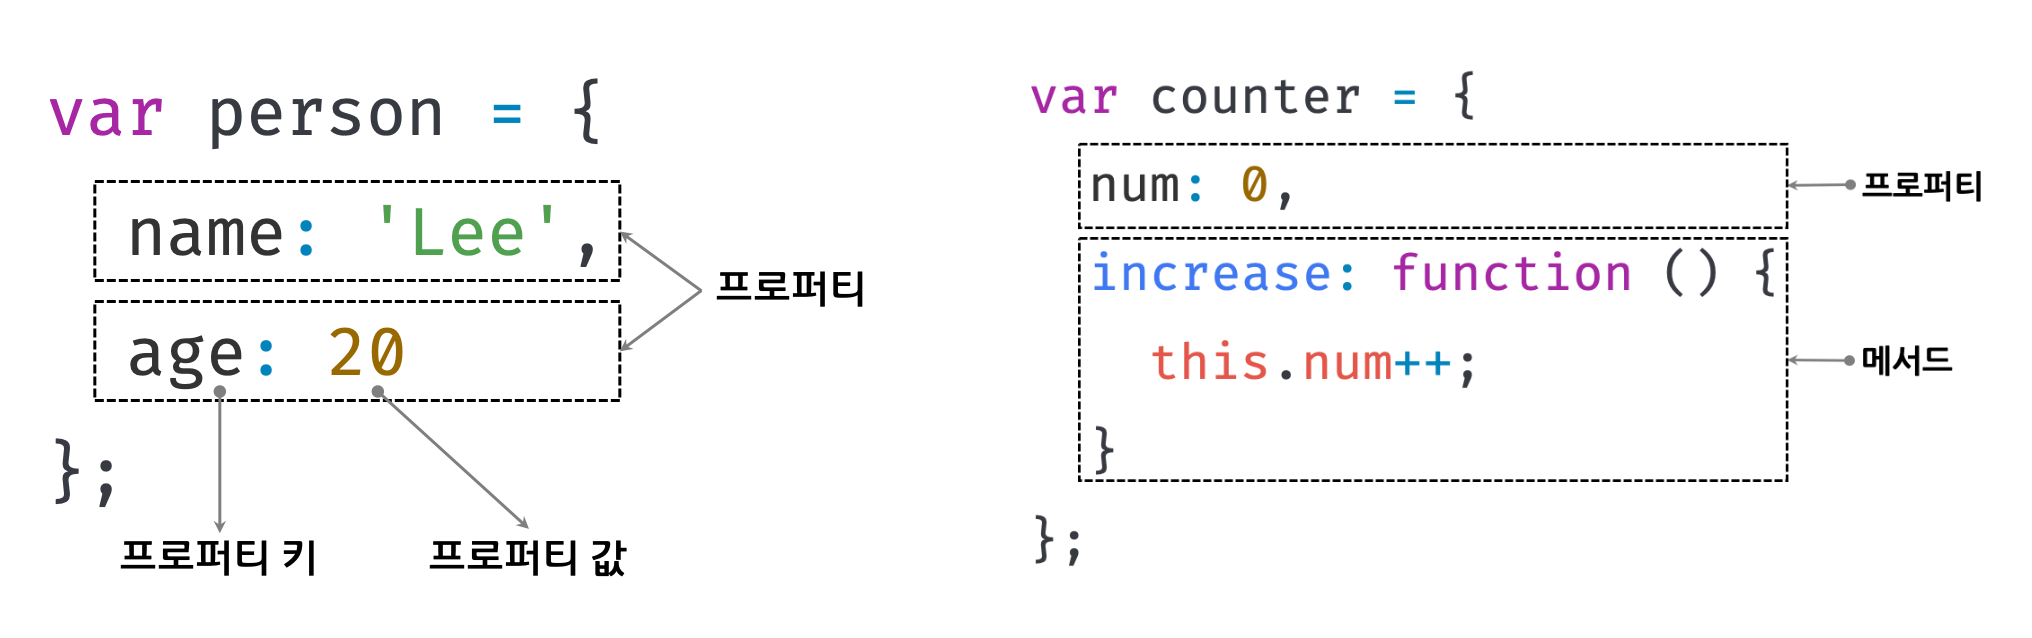 var person = {
name: 'Lee',
age: 20
};
프로퍼티
프로퍼티 키
프로퍼티 값
var counter = {
num: 0,
increase: function () {
this.num++;
}
};
프로퍼티
메서드